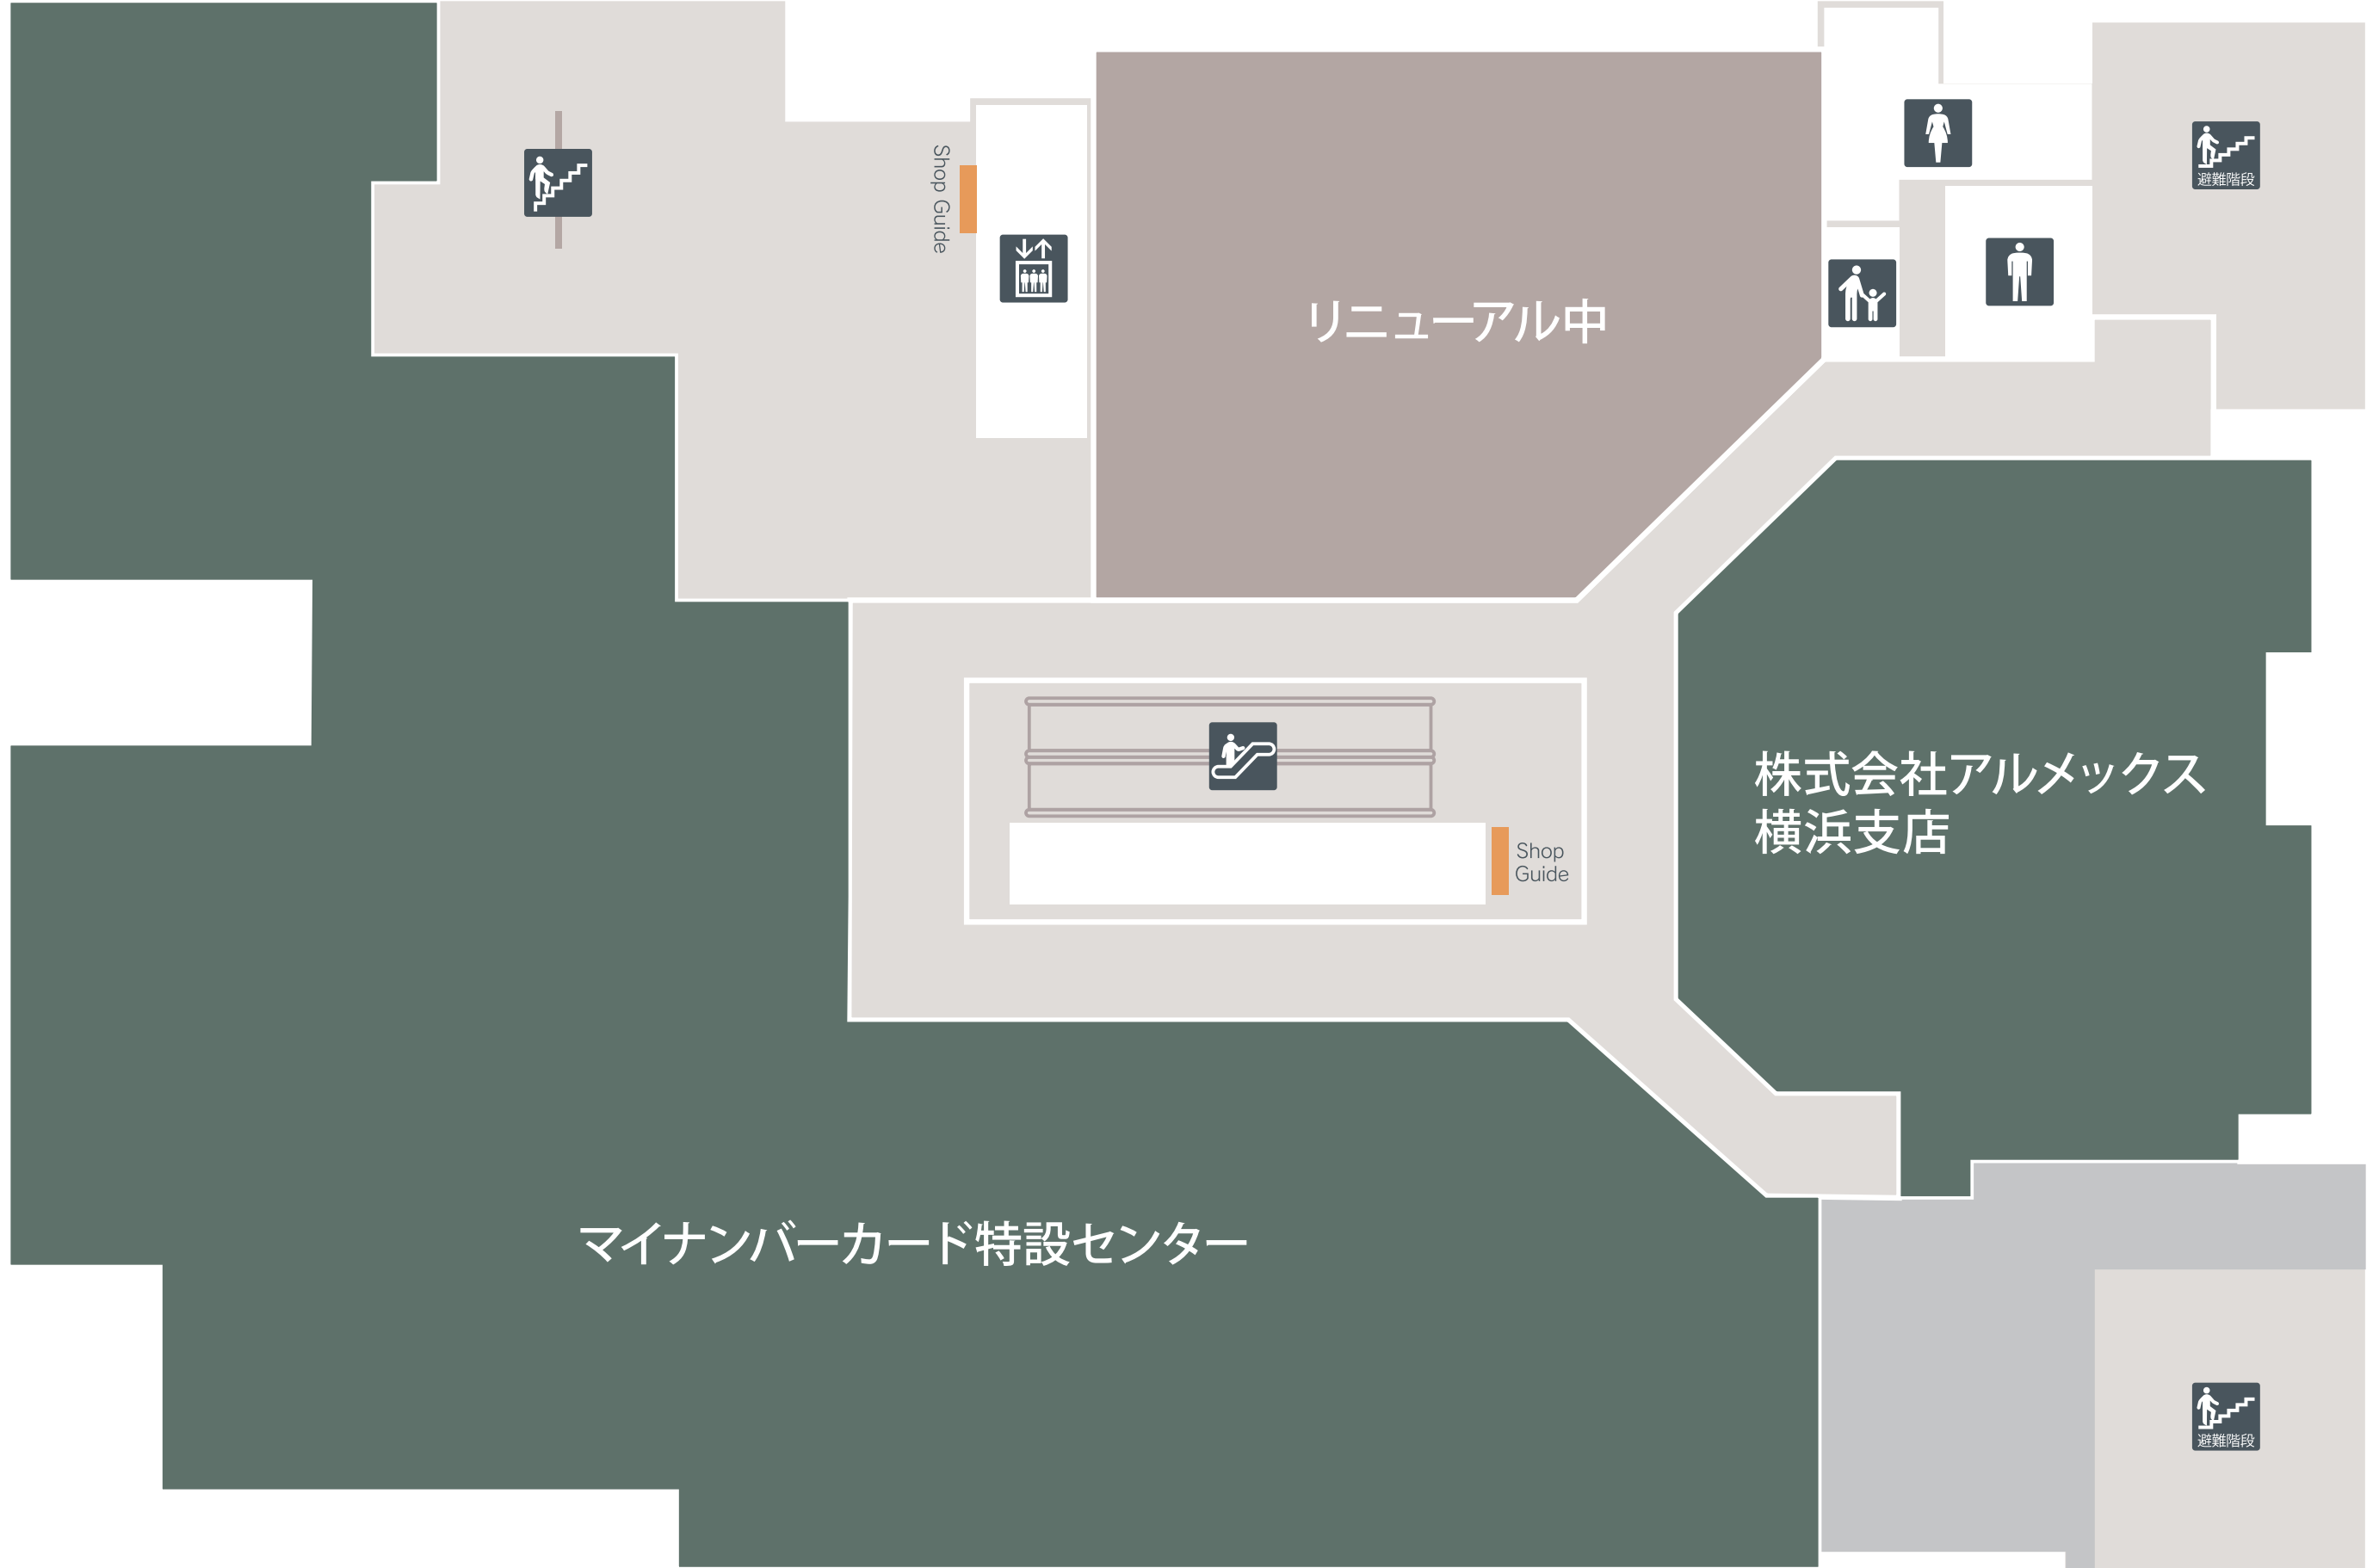 Shop Guide
避難階段
リニューアル中
株式会社アルメックス
横浜支店
Shop
Guide
マイナンバーカード特設センター
避難階段